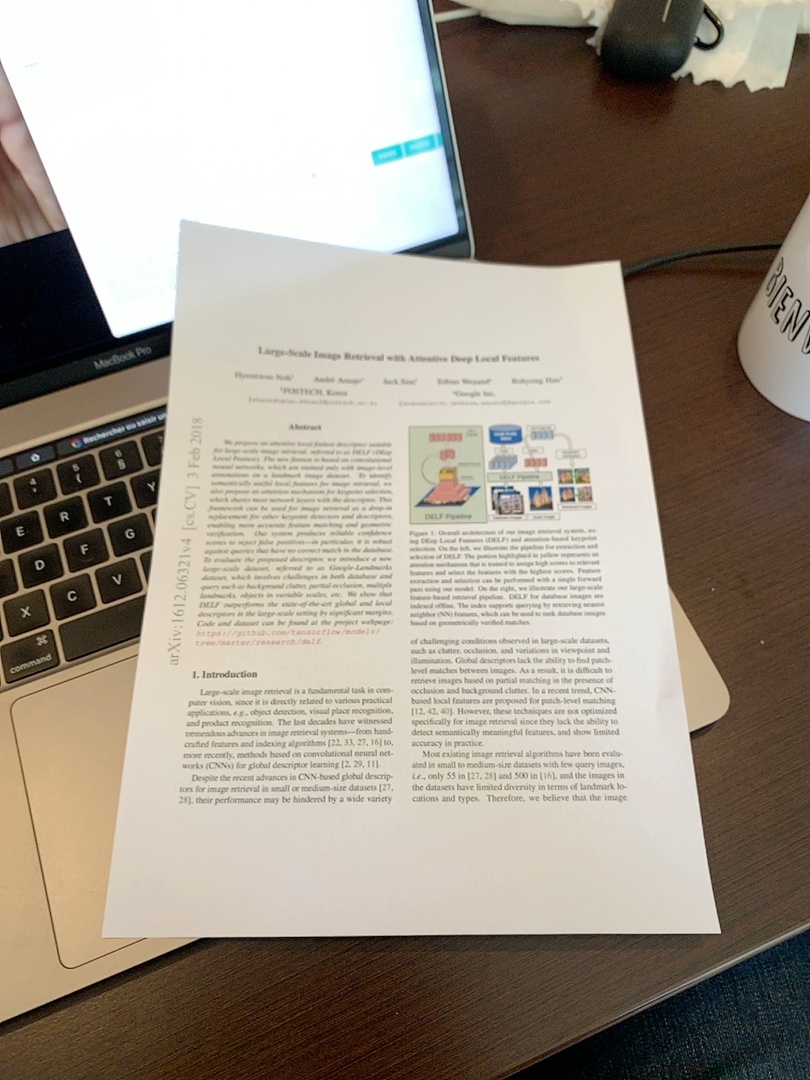 MacBook Pro
Rechercher ou saisir un
E
R
T
Y
D
F
G
X
C
V
⌘
command
BIENV
arXiv:1612.06321v4 [cs.CV] 3 Feb 2018
Large-Scale Image Retrieval with Attentive Deep Local Features
Hyeonwoo Noh† André Araujo* Jack Sim* Tobias Weyand* Bohyung Han†
†POSTECH, Korea *Google Inc.
Abstract
We propose an attentive local feature descriptor suitable
for large-scale image retrieval, referred to as DELF (DEep
Local Feature). The new feature is based on convolutional
neural networks, which are trained only with image-level
annotations on a landmark image dataset. To identify
semantically useful local features for image retrieval, we
also propose an attention mechanism for keypoint selection,
which shares most network layers with the descriptor. This
framework can be used for image retrieval as a drop-in
replacement for other keypoint detectors and descriptors,
enabling more accurate feature matching and geometric
verification. Our system produces reliable confidence
scores to reject false positives—in particular, it is robust
against queries that have no correct match in the database.
To evaluate the proposed descriptor, we introduce a new
large-scale dataset, referred to as Google-Landmarks
dataset, which involves challenges in both database and
query such as background clutter, partial occlusion, multiple
landmarks, objects in variable scales, etc. We show that
DELF outperforms the state-of-the-art global and local
descriptors in the large-scale setting by significant margins.
Code and dataset can be found at the project webpage:
https://github.com/tensorflow/models/
tree/master/research/delf
1. Introduction
Large-scale image retrieval is a fundamental task in com-
puter vision, since it is directly related to various practical
applications, e.g., object detection, visual place recognition,
and product recognition. The last decades have witnessed
tremendous advances in image retrieval systems—from hand-
crafted features and indexing algorithms [22, 33, 27, 16] to,
more recently, methods based on convolutional neural net-
works (CNNs) for global descriptor learning [2, 29, 11].
Despite the recent advances in CNN-based global descrip-
tors for image retrieval in small or medium-size datasets [27,
28], their performance may be hindered by a wide variety
DELF Pipeline
DELF Pipeline
Figure 1: Overall architecture of our image retrieval system, us-
ing DEep Local Features (DELF) and attention-based keypoint
selection. On the left, we illustrate the pipeline for extraction and
selection of DELF. The portion highlighted in yellow represents an
attention mechanism that is trained to assign high scores to relevant
features and select the features with the highest scores. Feature
extraction and selection can be performed with a single forward
pass using our model. On the right, we illustrate our large-scale
feature-based retrieval pipeline. DELF for database images are
indexed offline. The index supports querying by retrieving nearest
neighbor (NN) features, which can be used to rank database images
based on geometrically verified matches.
of challenging conditions observed in large-scale datasets,
such as clutter, occlusion, and variations in viewpoint and
illumination. Global descriptors lack the ability to find patch-
level matches between images. As a result, it is difficult to
retrieve images based on partial matching in the presence of
occlusion and background clutter. In a recent trend, CNN-
based local features are proposed for patch-level matching
[12, 42, 40]. However, these techniques are not optimized
specifically for image retrieval since they lack the ability to
detect semantically meaningful features, and show limited
accuracy in practice.
Most existing image retrieval algorithms have been evalu-
ated in small to medium-size datasets with few query images,
i.e., only 55 in [27, 28] and 500 in [16], and the images in
the datasets have limited diversity in terms of landmark lo-
cations and types. Therefore, we believe that the image